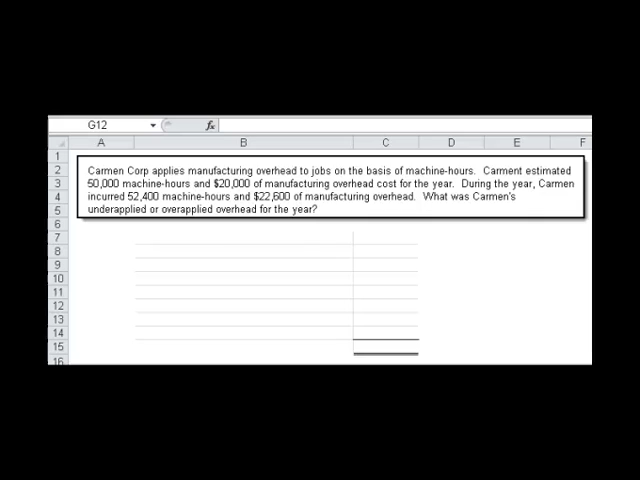 G12
fx
A B C D E F
1
2
3
4
5
6
7
8
9
10
11
12
13
14
15
16
Carmen Corp applies manufacturing overhead to jobs on the basis of machine-hours. Carment estimated
50,000 machine-hours and $20,000 of manufacturing overhead cost for the year. During the year, Carmen
incurred 52,400 machine-hours and $22,600 of manufacturing overhead. What was Carmen's
underapplied or overapplied overhead for the year?